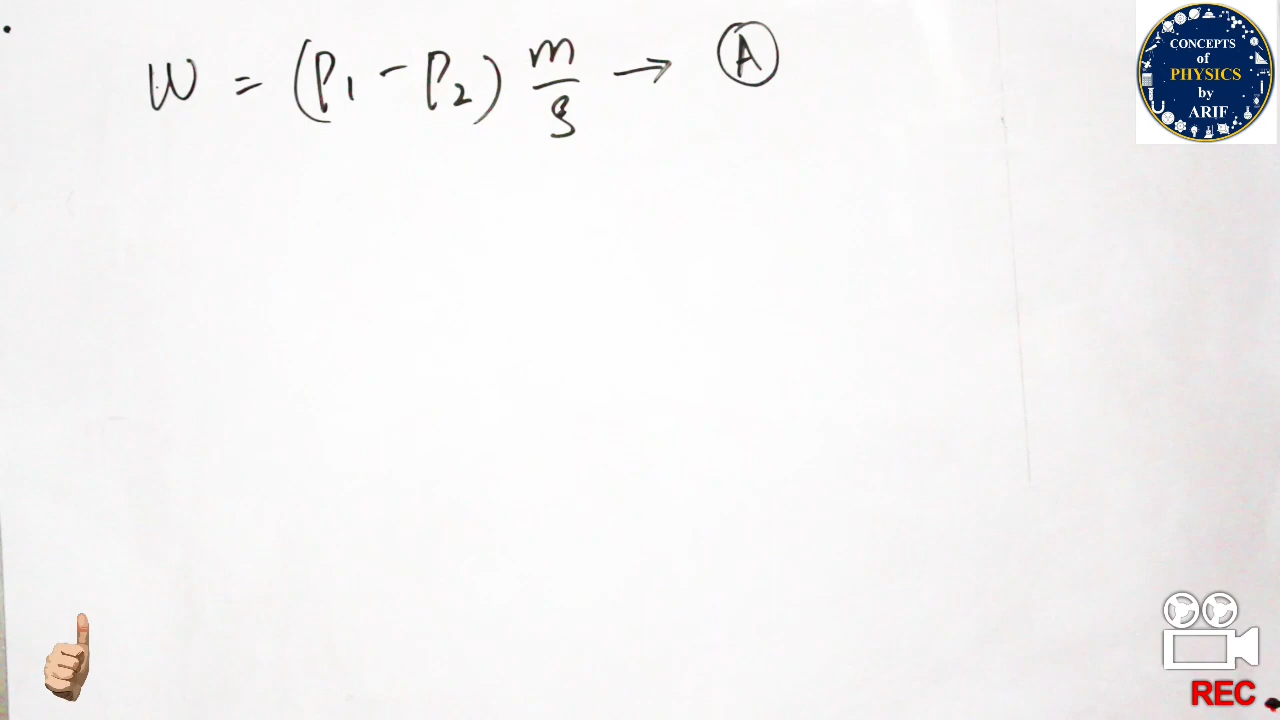 W = (P₁ - P₂) m/ρ → Ⓐ
CONCEPTS
of
PHYSICS
by
ARIF
REC